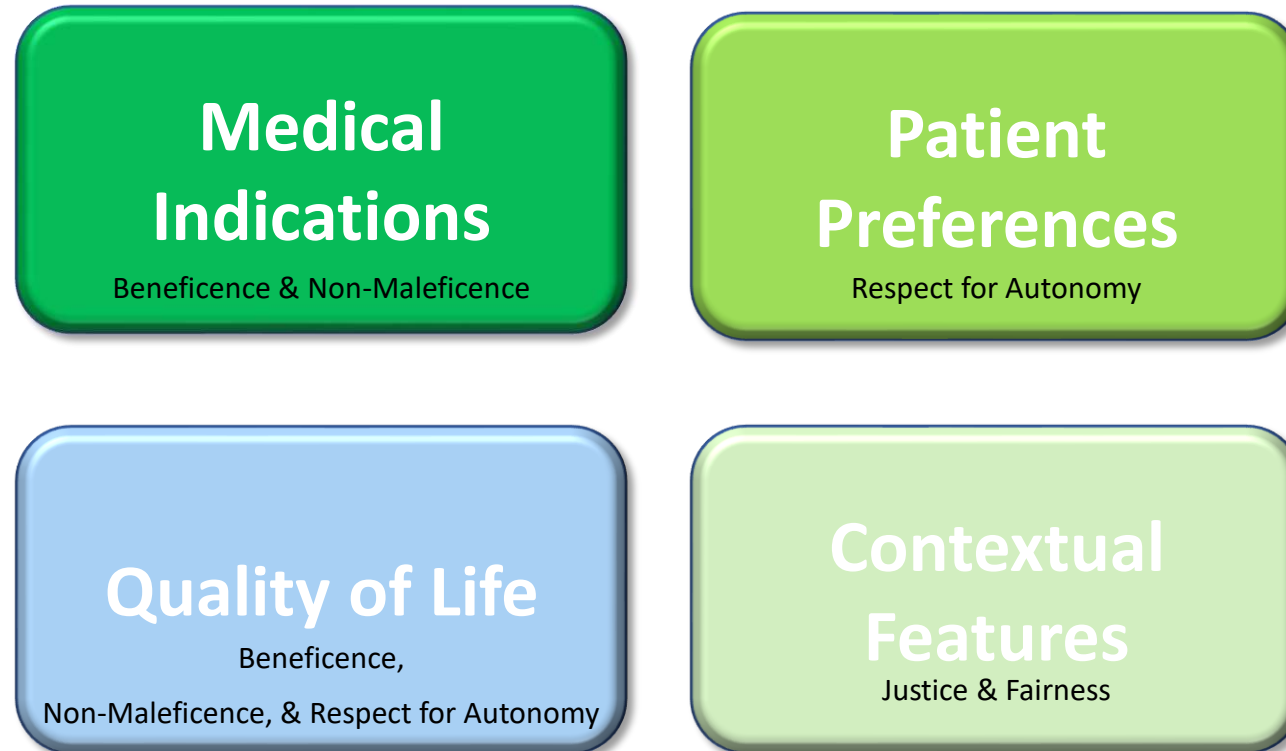 Medical
Indications
Beneficence & Non-Maleficence
Patient
Preferences
Respect for Autonomy
Quality of Life
Beneficence,
Non-Maleficence, & Respect for Autonomy
Contextual
Features
Justice & Fairness